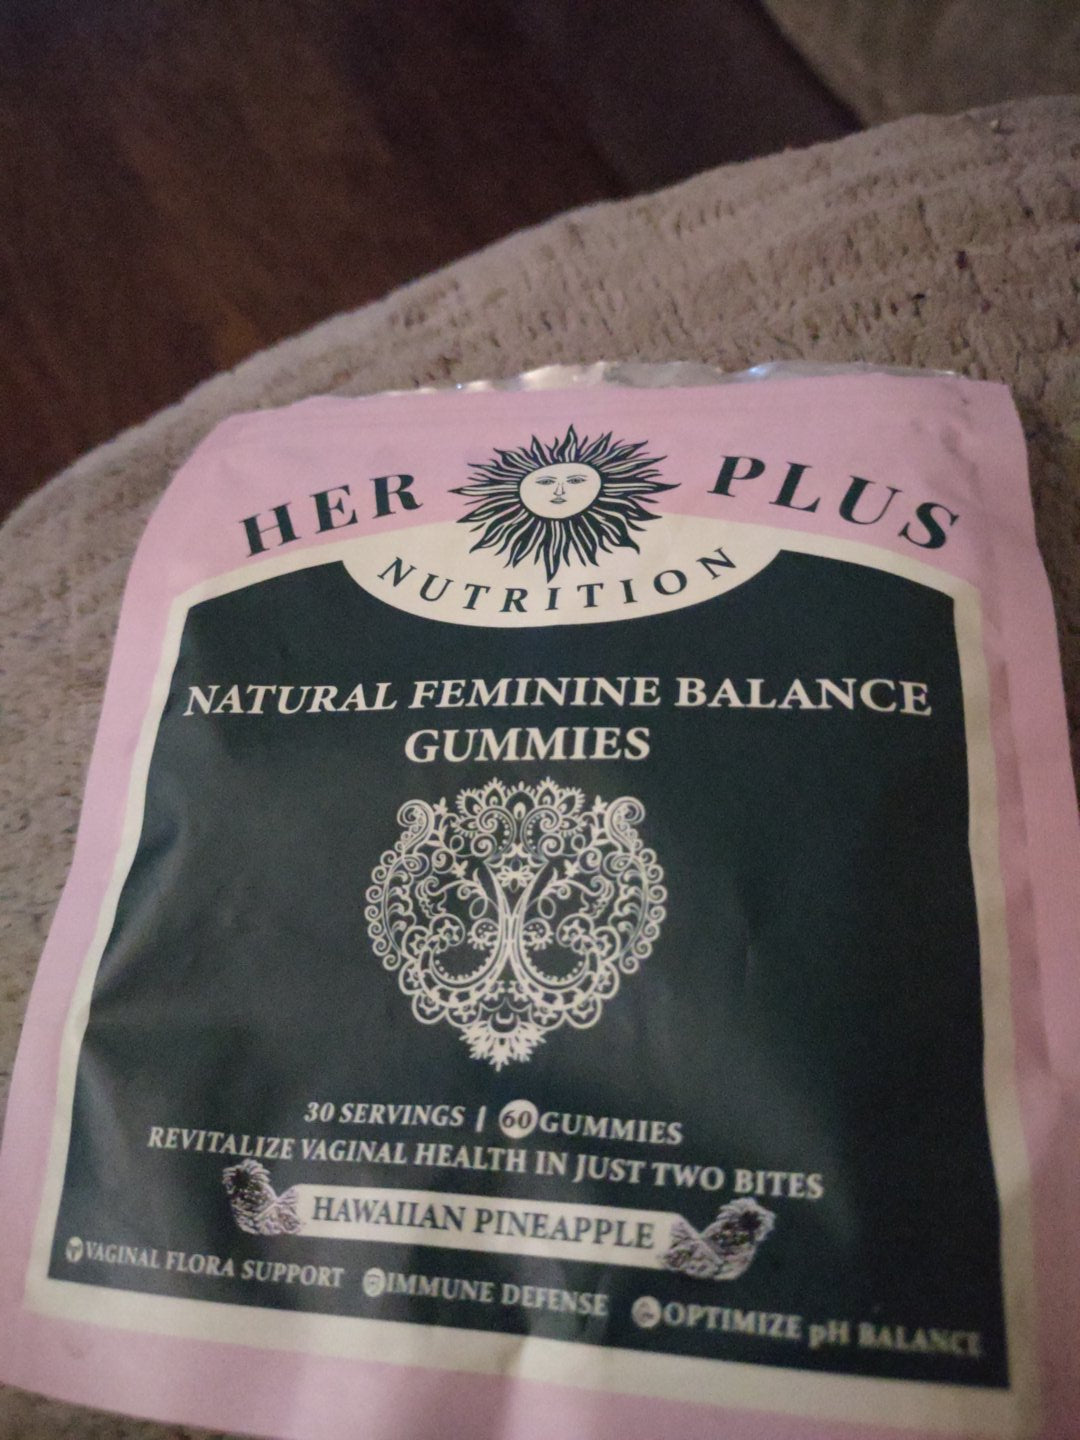 HER PLUS
NUTRITION
NATURAL FEMININE BALANCE
GUMMIES
30 SERVINGS | 60 GUMMIES
REVITALIZE VAGINAL HEALTH IN JUST TWO BITES
HAWAIIAN PINEAPPLE
VAGINAL FLORA SUPPORT IMMUNE DEFENSE OPTIMIZE pH BALANCE